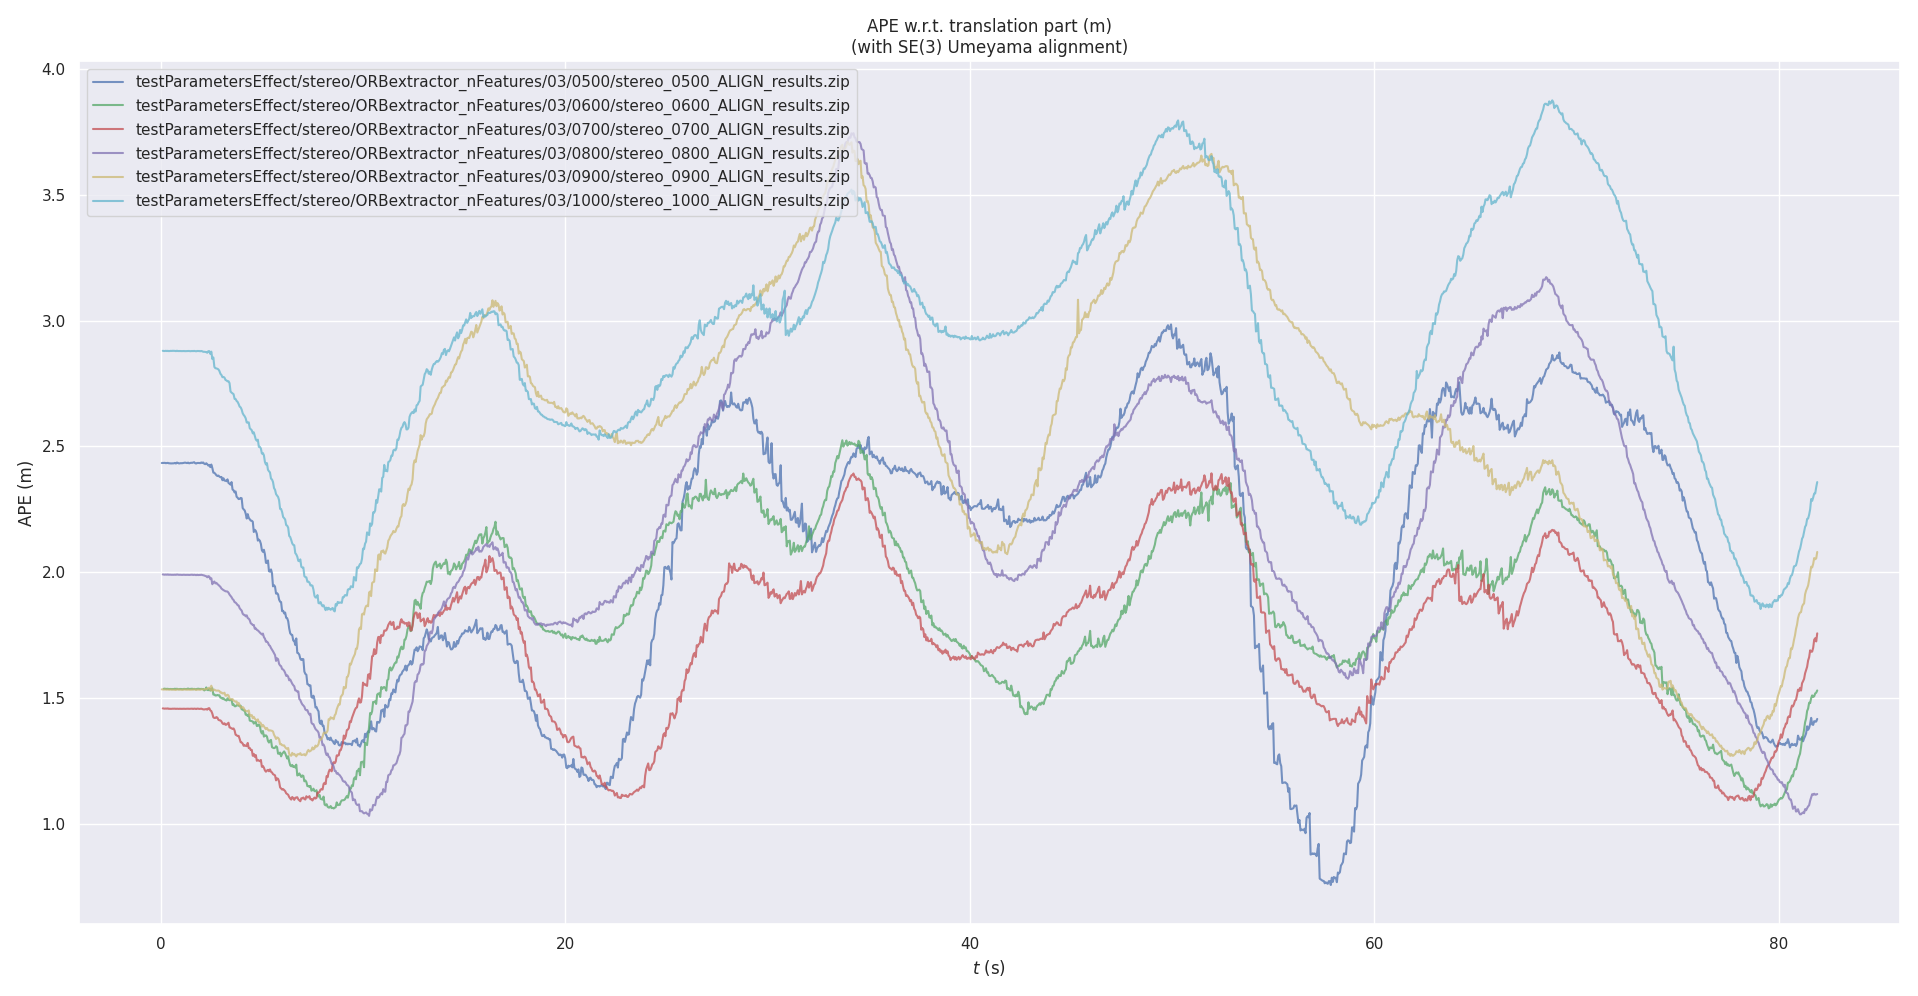 APE w.r.t. translation part (m)
(with SE(3) Umeyama alignment)
testParametersEffect/stereo/ORBextractor_nFeatures/03/0500/stereo_0500_ALIGN_results.zip
testParametersEffect/stereo/ORBextractor_nFeatures/03/0600/stereo_0600_ALIGN_results.zip
testParametersEffect/stereo/ORBextractor_nFeatures/03/0700/stereo_0700_ALIGN_results.zip
testParametersEffect/stereo/ORBextractor_nFeatures/03/0800/stereo_0800_ALIGN_results.zip
testParametersEffect/stereo/ORBextractor_nFeatures/03/0900/stereo_0900_ALIGN_results.zip
testParametersEffect/stereo/ORBextractor_nFeatures/03/1000/stereo_1000_ALIGN_results.zip
APE (m)
4.0
3.5
3.0
2.5
2.0
1.5
1.0
0 20 40 60 80
t (s)